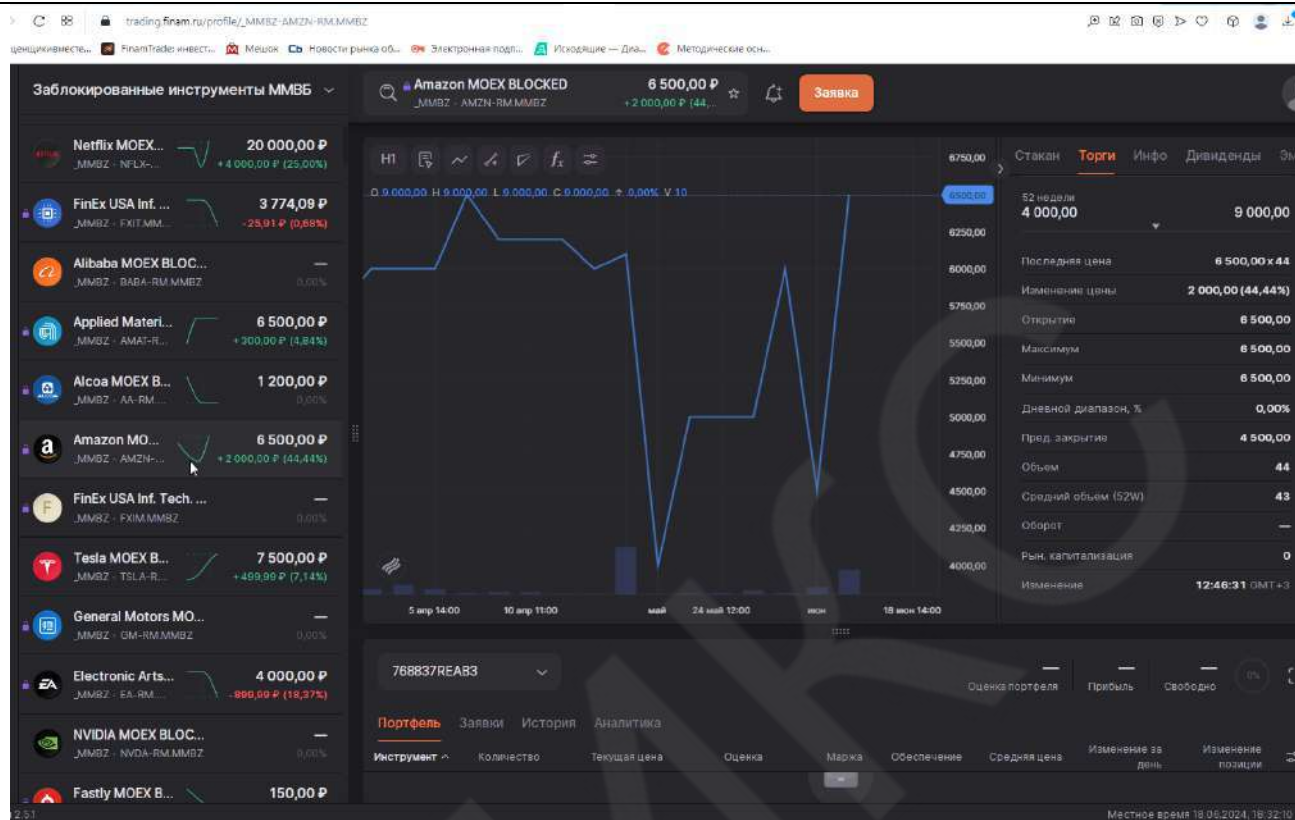 trading.finam.ru/profile/_MMBZ-AMZN-RM.MMBZ
ценщикивместе... FinamTrade: инвест... Мешок Новости рынка об... Электронная подп... Исходящие — Диа... Методические осн...
Заблокированные инструменты ММВБ
Amazon MOEX BLOCKED 6 500,00 ₽
_MMBZ · AMZN-RM.MMBZ +2 000,00 ₽ (44,...
Заявка
Netflix MOEX... 20 000,00 ₽
_MMBZ · NFLX-... +4 000,00 ₽ (25,00%)
FinEx USA Inf. ... 3 774,09 ₽
_MMBZ · FXIT.MM... -25,91 ₽ (0,68%)
Alibaba MOEX BLOC... —
_MMBZ · BABA-RM.MMBZ 0,00%
Applied Materi... 6 500,00 ₽
_MMBZ · AMAT-R... +300,00 ₽ (4,84%)
Alcoa MOEX B... 1 200,00 ₽
_MMBZ · AA-RM.... 0,00%
Amazon MO... 6 500,00 ₽
_MMBZ · AMZN-... +2 000,00 ₽ (44,44%)
FinEx USA Inf. Tech. ... —
_MMBZ · FXIM.MMBZ 0,00%
Tesla MOEX B... 7 500,00 ₽
_MMBZ · TSLA-R... +499,99 ₽ (7,14%)
General Motors MO... —
_MMBZ · GM-RM.MMBZ 0,00%
Electronic Arts... 4 000,00 ₽
_MMBZ · EA-RM.... -899,99 ₽ (18,37%)
NVIDIA MOEX BLOC... —
_MMBZ · NVDA-RM.MMBZ 0,00%
Fastly MOEX B... 150,00 ₽
2.5.1
H1
O 9 000,00 H 9 000,00 L 9 000,00 C 9 000,00 0,00% V 10
6750,00
6500,00
6250,00
6000,00
5750,00
5500,00
5250,00
5000,00
4750,00
4500,00
4250,00
4000,00
5 апр 14:00 10 апр 11:00 май 24 май 12:00 июн 18 июн 14:00
Стакан Торги Инфо Дивиденды Эм
52 недели
4 000,00 9 000,00
Последняя цена 6 500,00 x 44
Изменение цены 2 000,00 (44,44%)
Открытие 6 500,00
Максимум 6 500,00
Минимум 6 500,00
Дневной диапазон, % 0,00%
Пред. закрытие 4 500,00
Объем 44
Средний объем (52W) 43
Оборот —
Рын. капитализация 0
Изменение 12:46:31 GMT+3
768837REAB3
— — — 0%
Оценка портфеля Прибыль Свободно
Портфель Заявки История Аналитика
Инструмент Количество Текущая цена Оценка Маржа Обеспечение Средняя цена Изменение за день Изменение позиции
Местное время 18.06.2024, 16:32:10